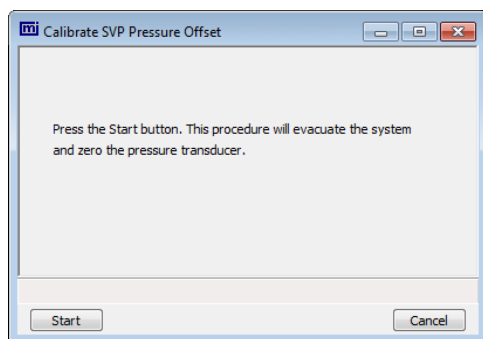 mi Calibrate SVP Pressure Offset
Press the Start button. This procedure will evacuate the system
and zero the pressure transducer.
Start Cancel